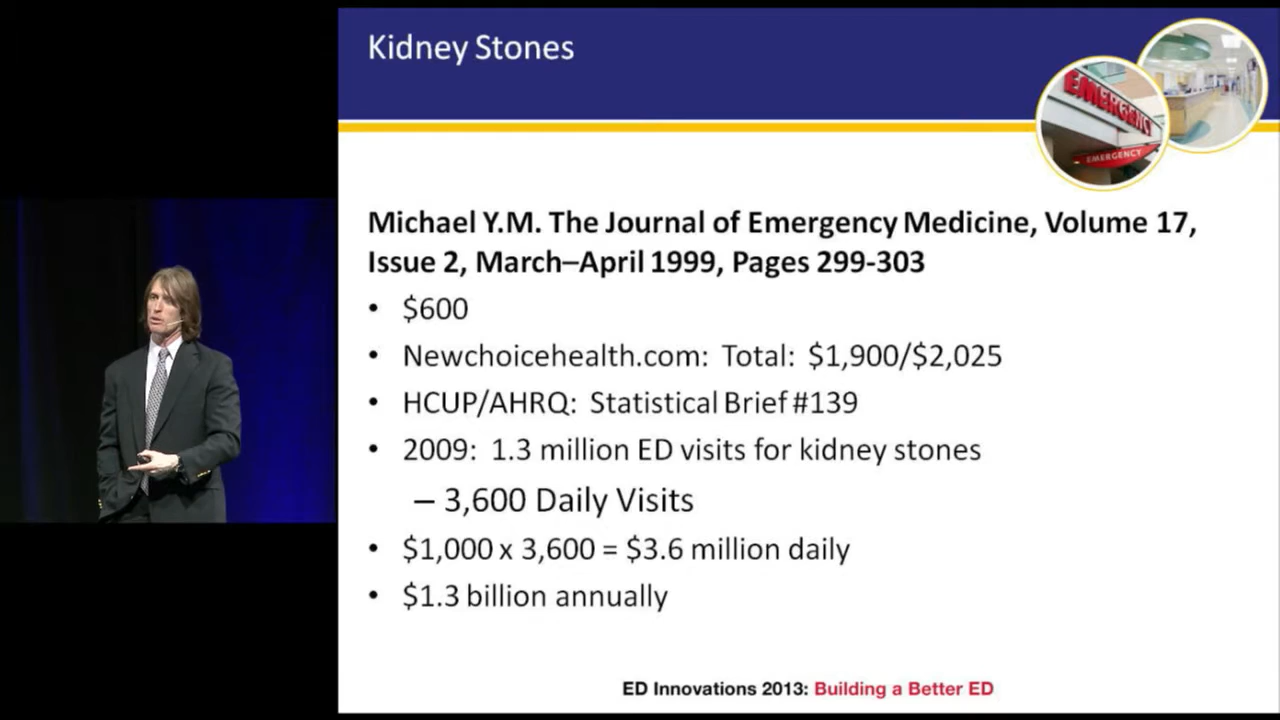 Kidney Stones
EMERGENCY
EMERGENCY
Michael Y.M. The Journal of Emergency Medicine, Volume 17,
Issue 2, March–April 1999, Pages 299-303
• $600
• Newchoicehealth.com: Total: $1,900/$2,025
• HCUP/AHRQ: Statistical Brief #139
• 2009: 1.3 million ED visits for kidney stones
– 3,600 Daily Visits
• $1,000 x 3,600 = $3.6 million daily
• $1.3 billion annually
ED Innovations 2013: Building a Better ED